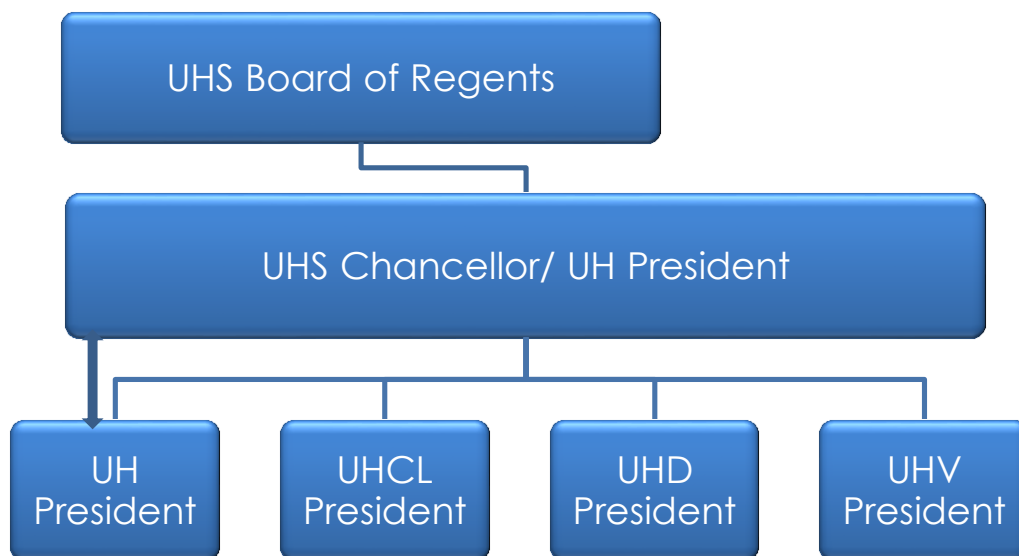 UHS Board of Regents
UHS Chancellor/ UH President
UH
President
UHCL
President
UHD
President
UHV
President